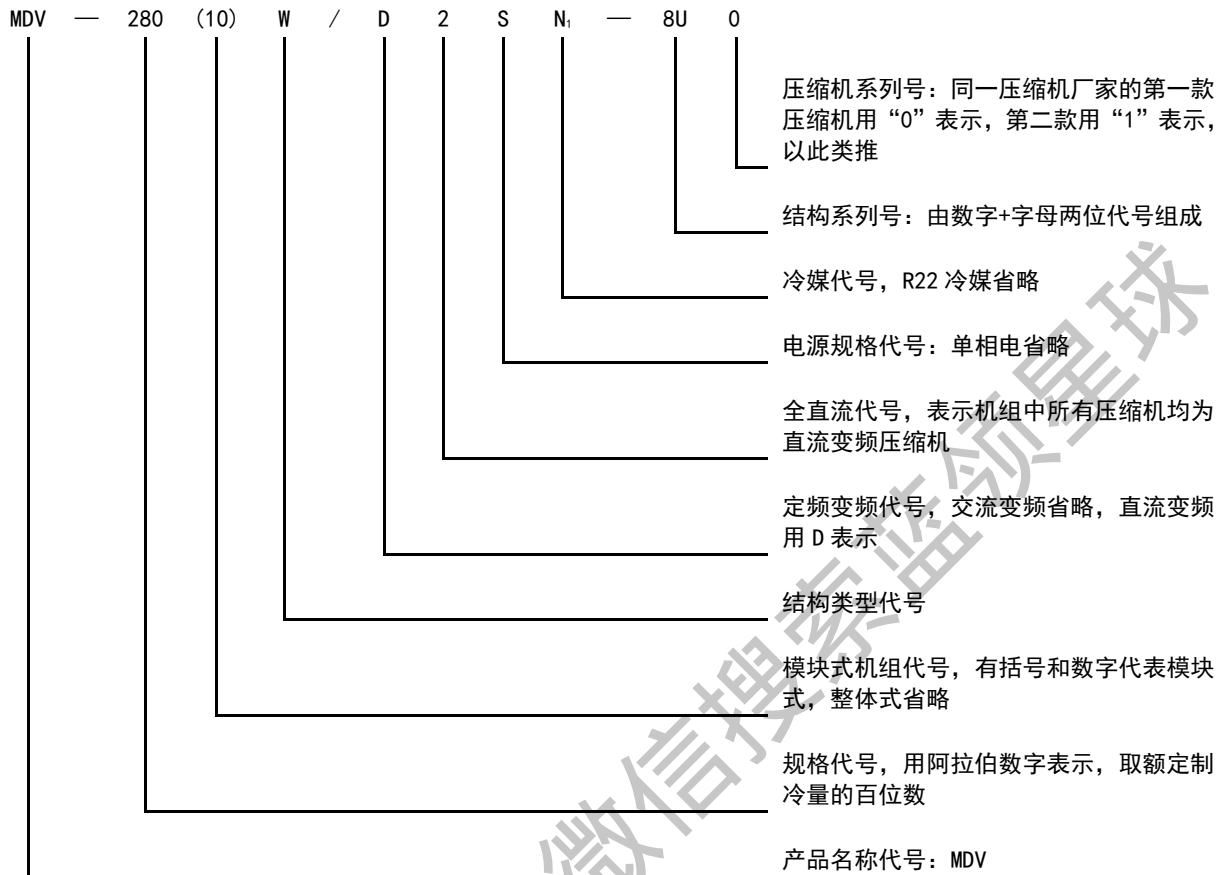 MDV — 280 (10) W / D 2 S N₁ — 8U 0
压缩机系列号：同一压缩机厂家的第一款
压缩机用“0”表示，第二款用“1”表示，
以此类推
结构系列号：由数字+字母两位代号组成
冷媒代号，R22 冷媒省略
电源规格代号：单相电省略
全直流代号，表示机组中所有压缩机均为
直流变频压缩机
定频变频代号，交流变频省略，直流变频
用 D 表示
结构类型代号
模块式机组代号，有括号和数字代表模块
式，整体式省略
规格代号，用阿拉伯数字表示，取额定制
冷量的百位数
产品名称代号：MDV
微信搜索蓝领星球